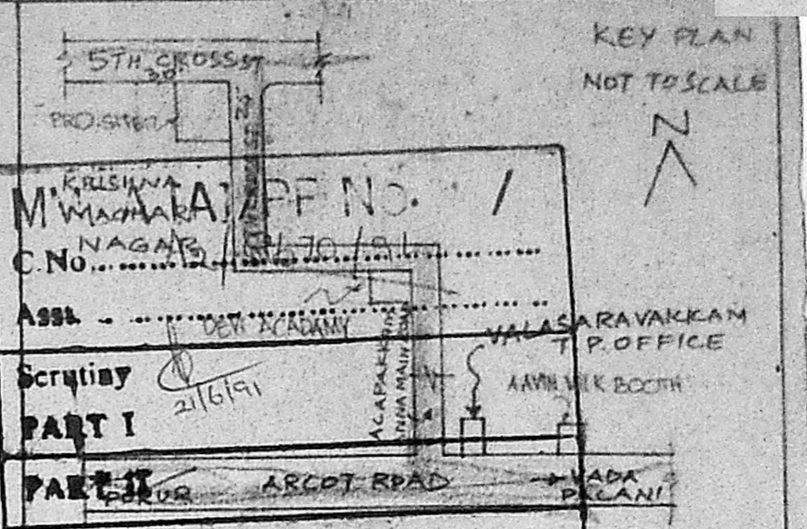 KEY PLAN
NOT TO SCALE
N
5TH CROSS ST
30'
PRO.SITE
KRISHNA
NAGAR
APP No. /
C.No
Asst.
DEVI ACADAMY
Scrutiny
21/6/91
PART I
VALASARAVAKKAM
T.P.OFFICE
AAVIN MILK BOOTH
PART II
PORUR
ARCOT ROAD
VADA
PALANI